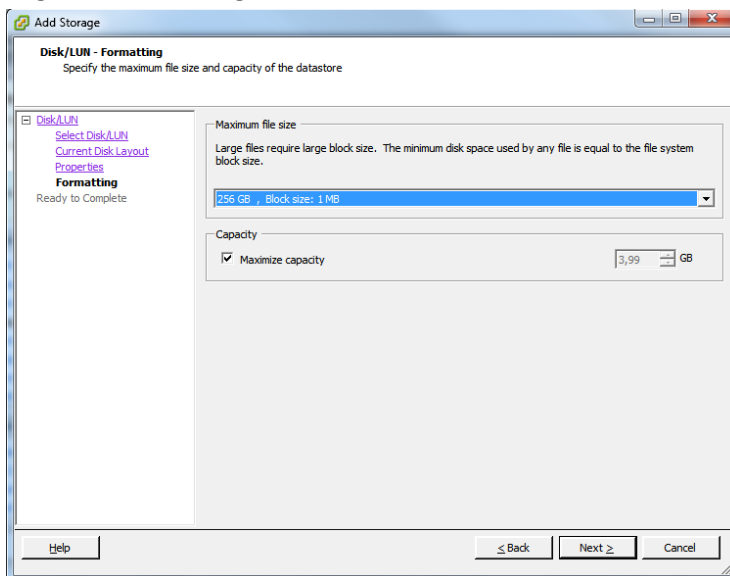 Add Storage
Disk/LUN - Formatting
Specify the maximum file size and capacity of the datastore
Disk/LUN
Select Disk/LUN
Current Disk Layout
Properties
Formatting
Ready to Complete
Maximum file size
Large files require large block size. The minimum disk space used by any file is equal to the file system
block size.
256 GB , Block size: 1 MB
Capacity
Maximize capacity
3,99 GB
Help
< Back
Next >
Cancel